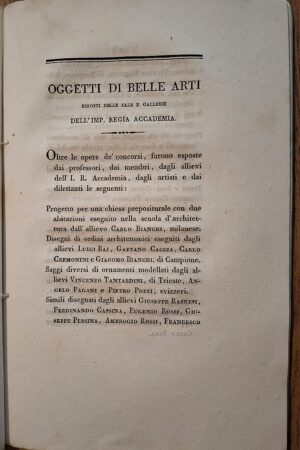 OGGETTI DI BELLE ARTI
ESPOSTI NELLE SALE E GALLERIE
DELL'IMP. REGIA ACCADEMIA.
Oltre le opere de' concorsi, furono esposte
dai professori, dai membri, dagli allievi
dell'I. R. Accademia, dagli artisti e dai
dilettanti le seguenti:
Progetto per una chiesa prepositurale con due
abitazioni eseguito nella scuola d'architet-
tura dall'allievo CARLO BIANCHI, milanese.
Disegni di ordini architettonici eseguiti dagli
allievi LUIGI BAI, GAETANO CACCIA, CARLO
CREMONINI e GIACOMO BIANCHI, di Campione.
Saggi diversi di ornamenti modellati dagli al-
lievi VINCENZO TANTARDINI, di Trieste, AN-
GELO PAGANI e PIETRO POZZI, svizzeri.
Simili disegnati dagli allievi GIUSEPPE
FERDINANDO CASSINA, EUGENIO ROSSI, GIU-
SEPPE PESSINA, AMBROGIO ROSSI, FRANCESCO